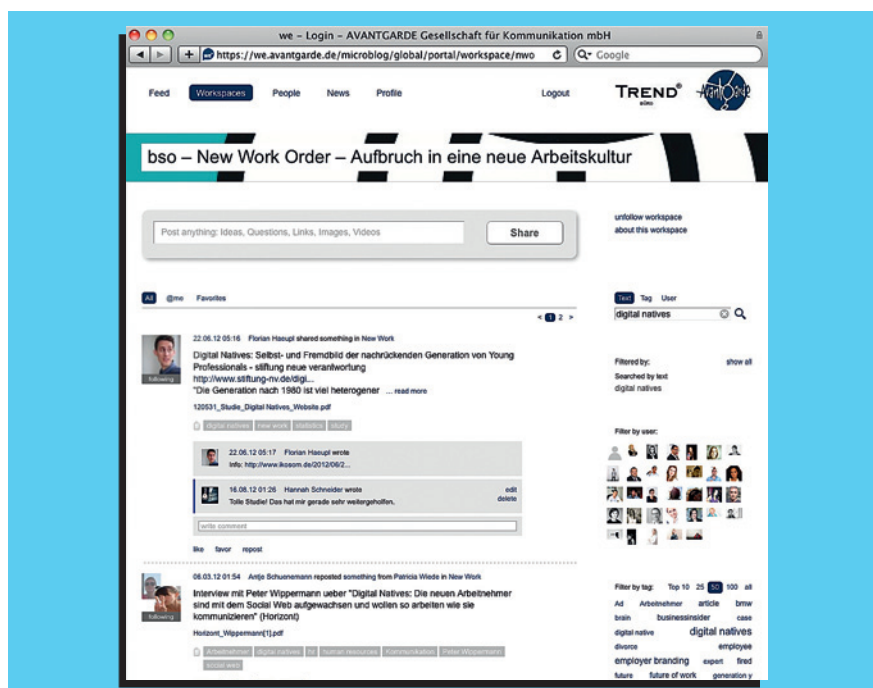 we – Login – AVANTGARDE Gesellschaft für Kommunikation mbH
https://we.avantgarde.de/microblog/global/portal/workspace/nwo
Google
Feed Workspaces People News Profile Logout
TREND®
BÜRO
AvantGarde
bso – New Work Order – Aufbruch in eine neue Arbeitskultur
Post anything: Ideas, Questions, Links, Images, Videos
Share
unfollow workspace
about this workspace
All @me Favorites
< 1 2 >
Text Tag User
digital natives
22.06.12 05:16 Florian Haeupl shared something in New Work
Digital Natives: Selbst- und Fremdbild der nachrückenden Generation von Young
Professionals - stiftung neue verantwortung
http://www.stiftung-nv.de/digi...
"Die Generation nach 1980 ist viel heterogener ... read more
following
120531_Studie_Digital Natives_Website.pdf
digital natives new work statistics study
22.06.12 05:17 Florian Haeupl wrote
Info: http://www.ikosom.de/2012/06/2...
16.08.12 01:26 Hannah Schneider wrote
Tolle Studie! Das hat mir gerade sehr weitergeholfen.
edit
delete
write comment
like favor repost
Filtered by: show all
Searched by text
digital natives
Filter by user:
06.03.12 01:54 Antje Schuenemann reposted something from Patricia Wiede in New Work
Interview mit Peter Wippermann ueber "Digital Natives: Die neuen Arbeitnehmer
sind mit dem Social Web aufgewachsen und wollen so arbeiten wie sie
kommunizieren" (Horizont)
following
Horizont_Wippermann[1].pdf
Arbeitnehmer digital natives hr human resources Kommunikation Peter Wippermann
social web
Filter by tag: Top 10 25 50 100 all
Ad Arbeitnehmer article bmw
brain businessinsider case
digital native digital natives
divorce employee
employer branding expert fired
future future of work generation y